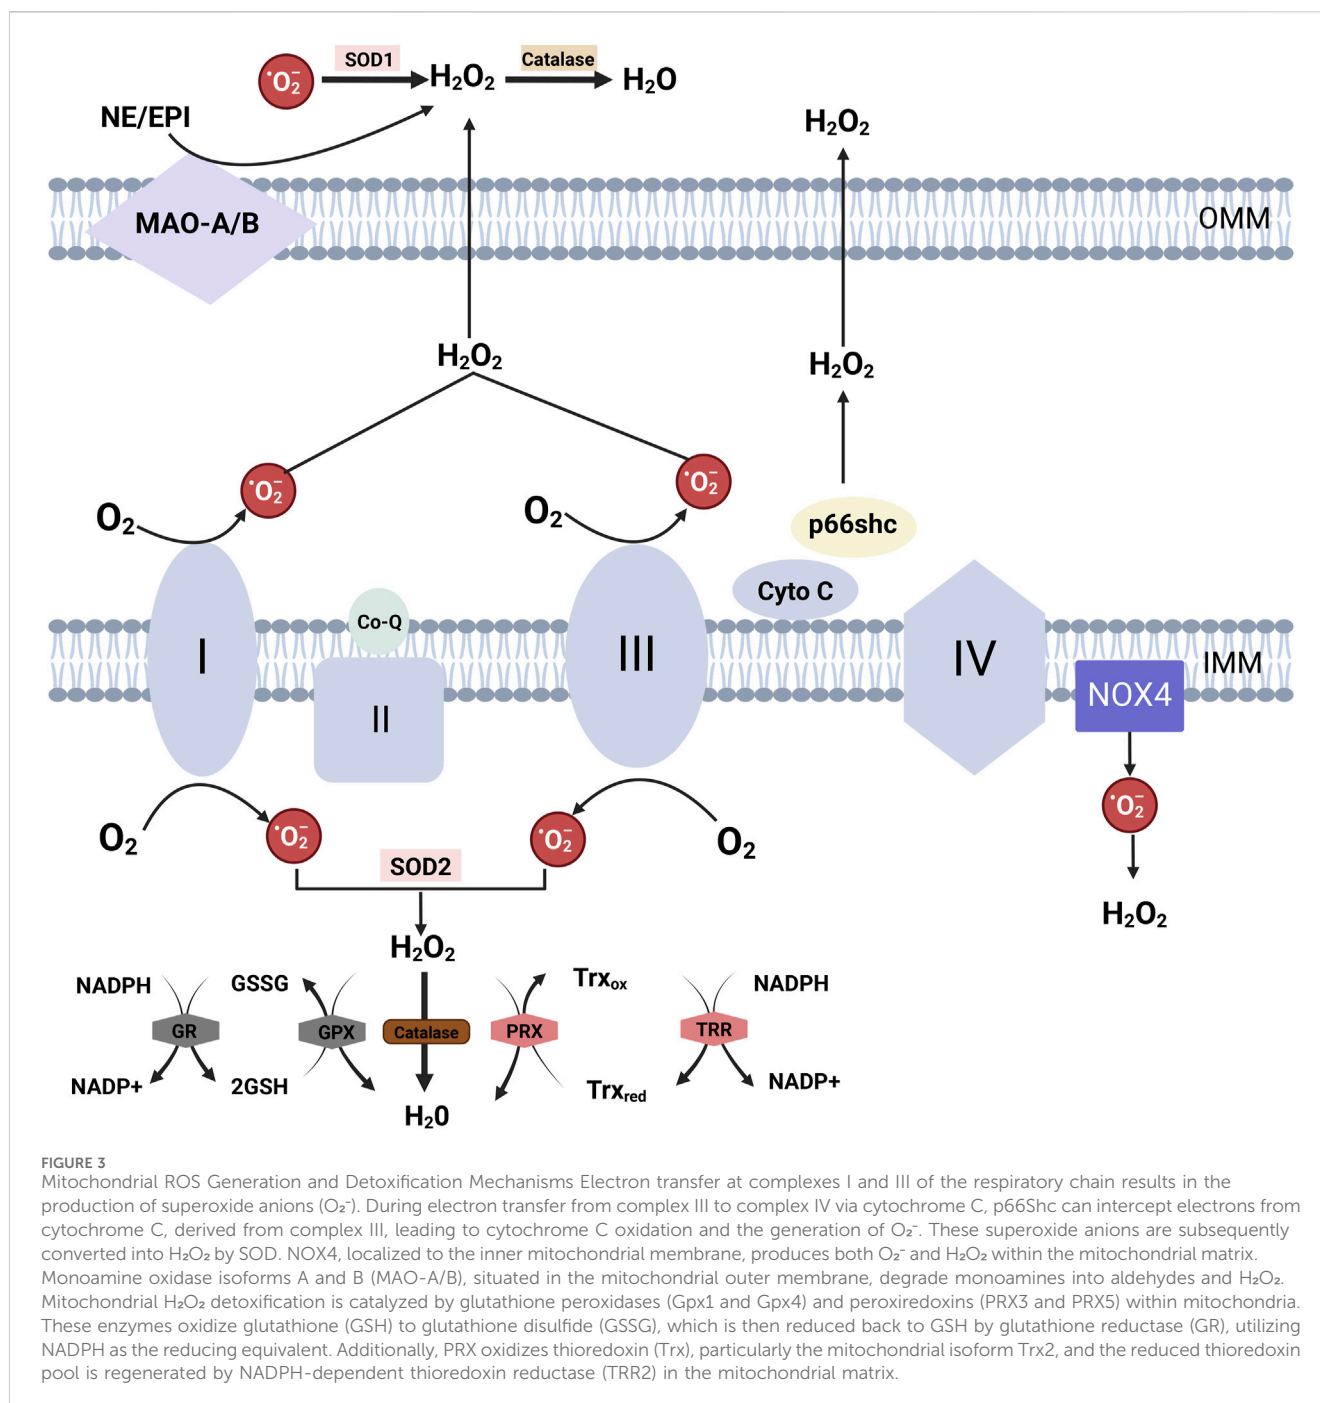 SOD1
Catalase
•O₂⁻
H₂O₂
H₂O
NE/EPI
H₂O₂
MAO-A/B
OMM
H₂O₂
H₂O₂
•O₂⁻
•O₂⁻
O₂
O₂
p66shc
Cyto C
Co-Q
I
III
IV
IMM
II
NOX4
O₂
•O₂⁻
•O₂⁻
O₂
•O₂⁻
SOD2
H₂O₂
H₂O₂
NADPH
GSSG
Trxₒₓ
NADPH
GR
GPX
Catalase
PRX
TRR
NADP+
2GSH
Trx_red
NADP+
H₂0
FIGURE 3
Mitochondrial ROS Generation and Detoxification Mechanisms Electron transfer at complexes I and III of the respiratory chain results in the
production of superoxide anions (O₂⁻). During electron transfer from complex III to complex IV via cytochrome C, p66Shc can intercept electrons from
cytochrome C, derived from complex III, leading to cytochrome C oxidation and the generation of O₂⁻. These superoxide anions are subsequently
converted into H₂O₂ by SOD. NOX4, localized to the inner mitochondrial membrane, produces both O₂⁻ and H₂O₂ within the mitochondrial matrix.
Monoamine oxidase isoforms A and B (MAO-A/B), situated in the mitochondrial outer membrane, degrade monoamines into aldehydes and H₂O₂.
Mitochondrial H₂O₂ detoxification is catalyzed by glutathione peroxidases (Gpx1 and Gpx4) and peroxiredoxins (PRX3 and PRX5) within mitochondria.
These enzymes oxidize glutathione (GSH) to glutathione disulfide (GSSG), which is then reduced back to GSH by glutathione reductase (GR), utilizing
NADPH as the reducing equivalent. Additionally, PRX oxidizes thioredoxin (Trx), particularly the mitochondrial isoform Trx2, and the reduced thioredoxin
pool is regenerated by NADPH-dependent thioredoxin reductase (TRR2) in the mitochondrial matrix.